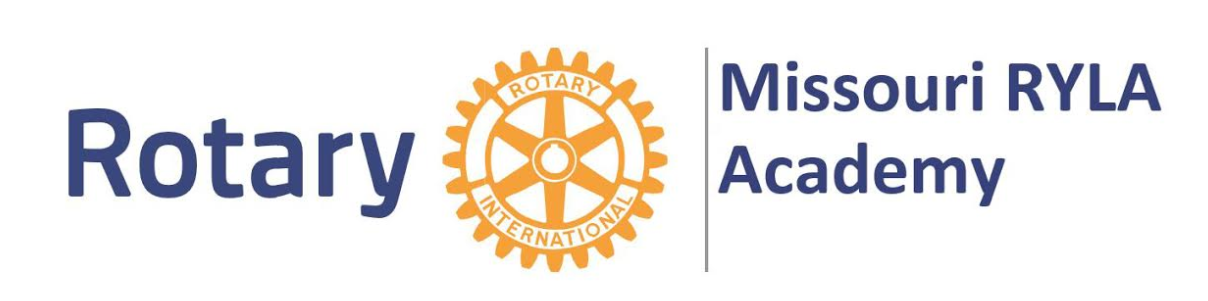 Rotary
ROTARY
INTERNATIONAL
Missouri RYLA
Academy